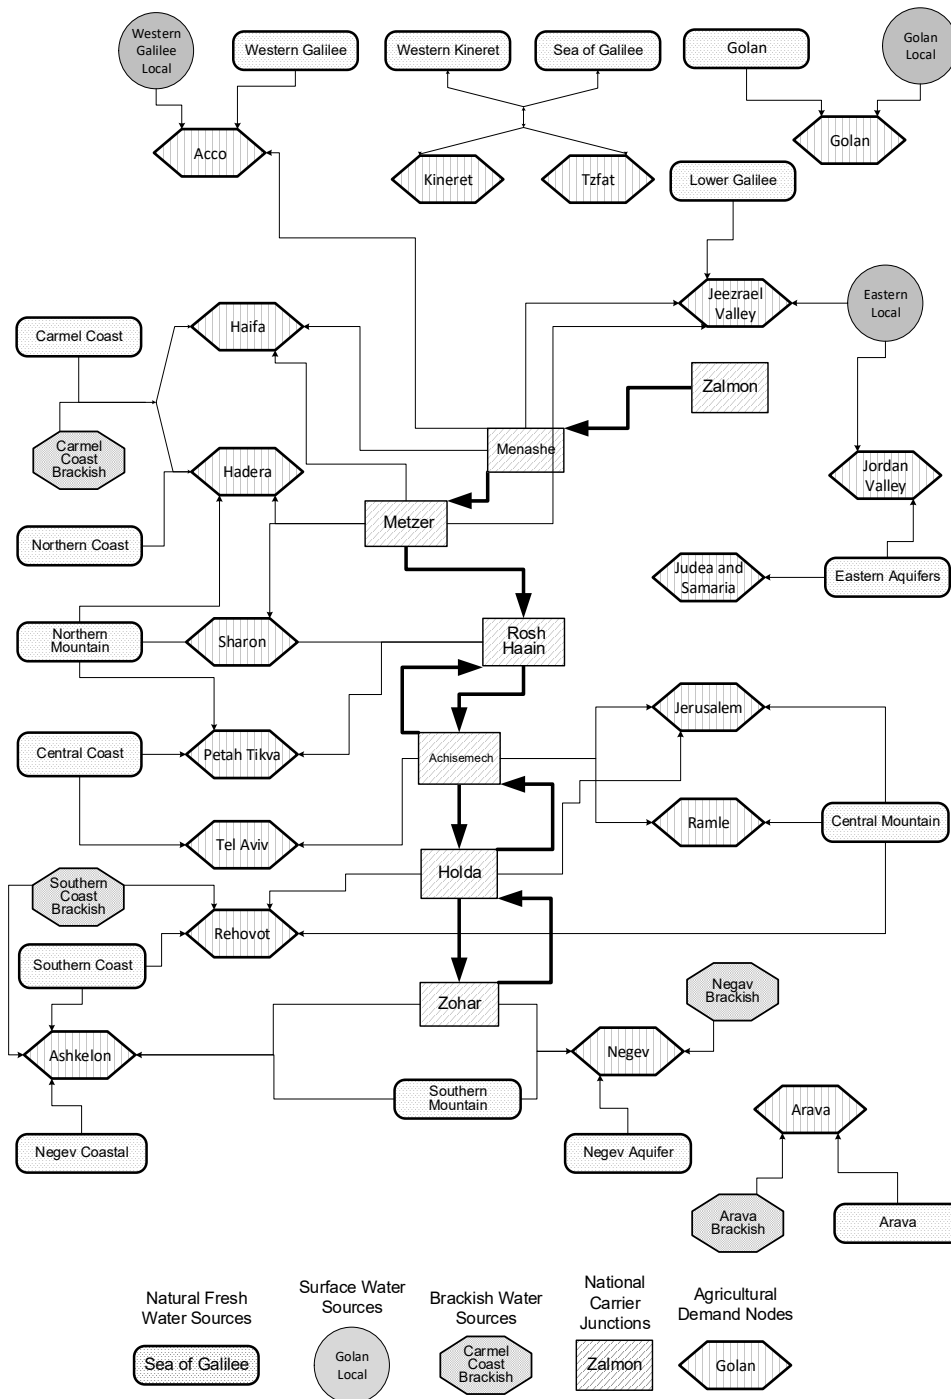 Western
Galilee
Local
Western Galilee
Western Kineret
Sea of Galilee
Golan
Golan
Local
Acco
Golan
Kineret
Tzfat
Lower Galilee
Jeezrael
Valley
Eastern
Local
Carmel Coast
Haifa
Zalmon
Carmel
Coast
Brackish
Menashe
Hadera
Jordan
Valley
Metzer
Northern Coast
Judea and
Samaria
Eastern Aquifers
Northern
Mountain
Sharon
Rosh
Haain
Jerusalem
Central Coast
Petah Tikva
Achisemech
Tel Aviv
Ramle
Central Mountain
Southern
Coast
Brackish
Holda
Rehovot
Southern Coast
Zohar
Negav
Brackish
Ashkelon
Negev
Southern
Mountain
Arava
Negev Coastal
Negev Aquifer
Arava
Brackish
Arava
Natural Fresh
Water Sources
Surface Water
Sources
Brackish Water
Sources
National
Carrier
Junctions
Agricultural
Demand Nodes
Sea of Galilee
Golan
Local
Carmel
Coast
Brackish
Zalmon
Golan